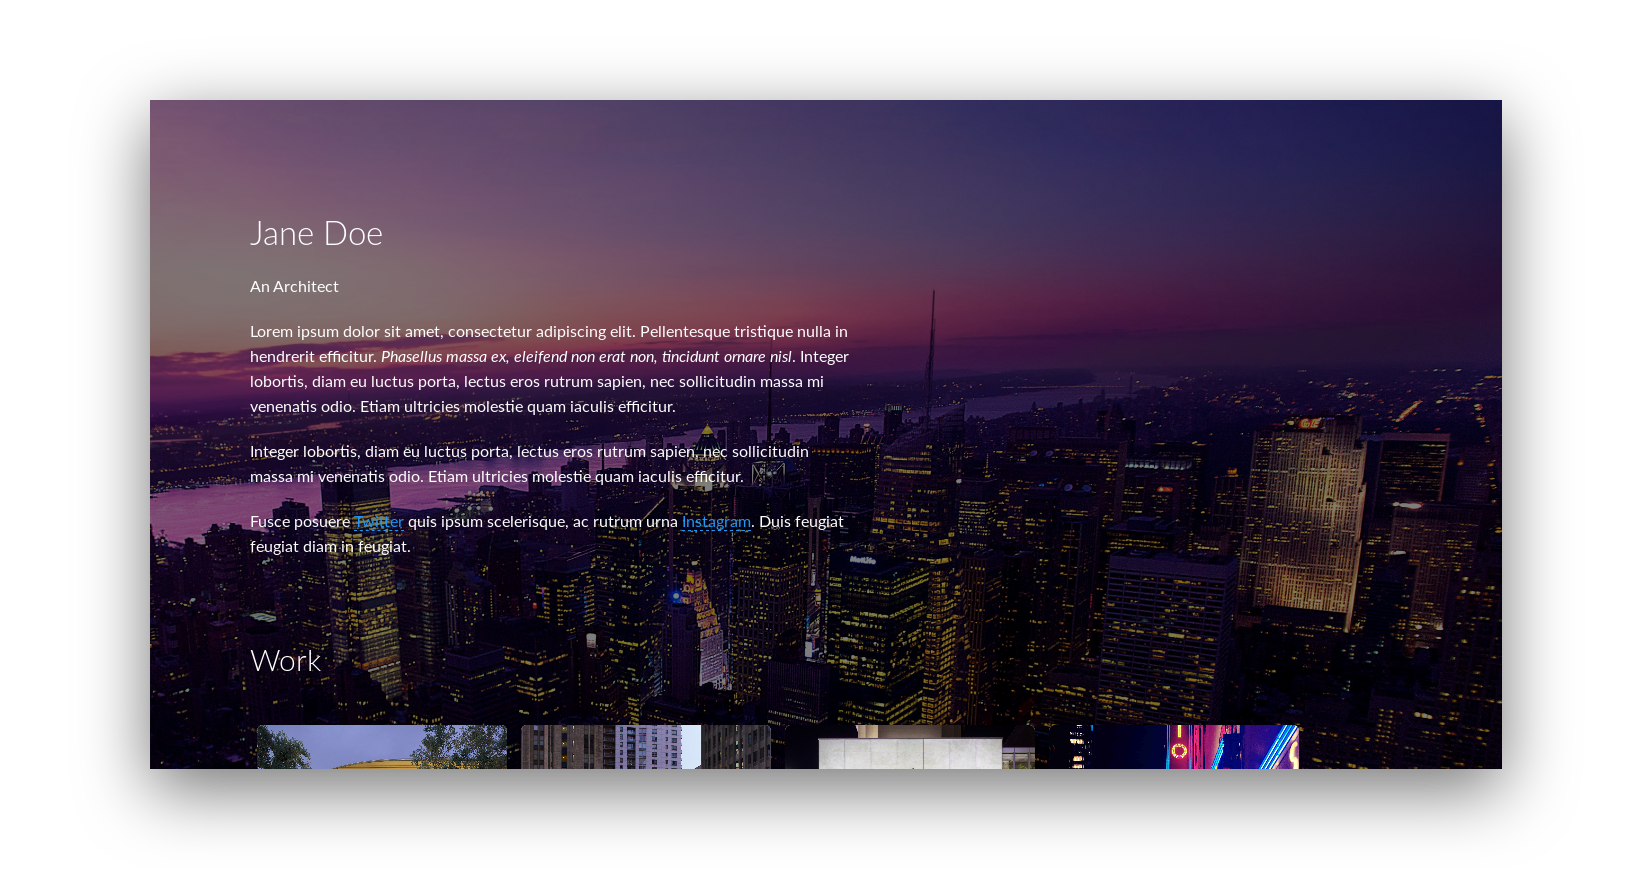 Jane Doe
An Architect
Lorem ipsum dolor sit amet, consectetur adipiscing elit. Pellentesque tristique nulla in
hendrerit efficitur. Phasellus massa ex, eleifend non erat non, tincidunt ornare nisl. Integer
lobortis, diam eu luctus porta, lectus eros rutrum sapien, nec sollicitudin massa mi
venenatis odio. Etiam ultricies molestie quam iaculis efficitur.
Integer lobortis, diam eu luctus porta, lectus eros rutrum sapien, nec sollicitudin
massa mi venenatis odio. Etiam ultricies molestie quam iaculis efficitur.
Fusce posuere Twitter quis ipsum scelerisque, ac rutrum urna Instagram. Duis feugiat
feugiat diam in feugiat.
MetLife
GE
Work